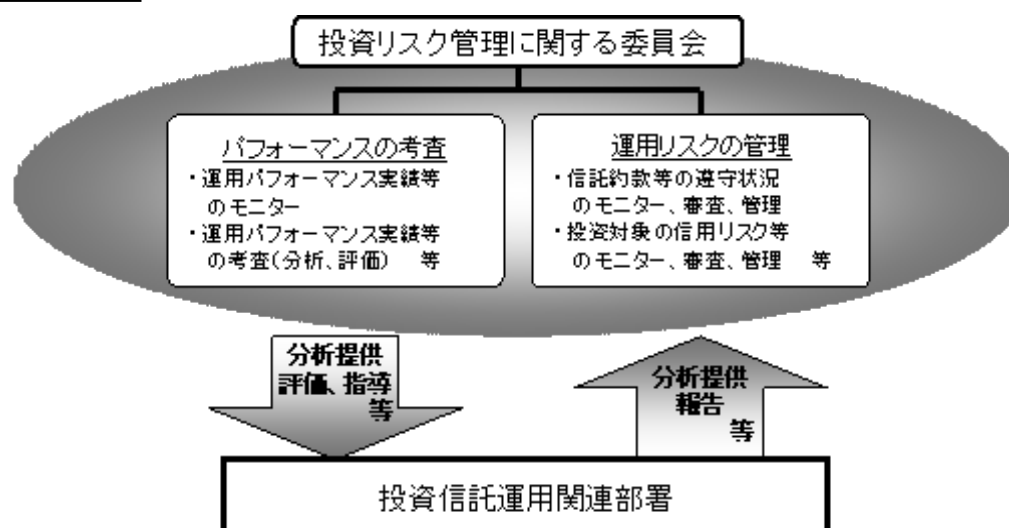 投資リスク管理に関する委員会
パフォーマンスの考査
・運用パフォーマンス実績等
のモニター
・運用パフォーマンス実績等
の考査(分析、評価) 等
運用リスクの管理
・信託約款等の遵守状況
のモニター、審査、管理
・投資対象の信用リスク等
のモニター、審査、管理 等
分析提供
評価、指導
等
分析提供
報告
等
投資信託運用関連部署